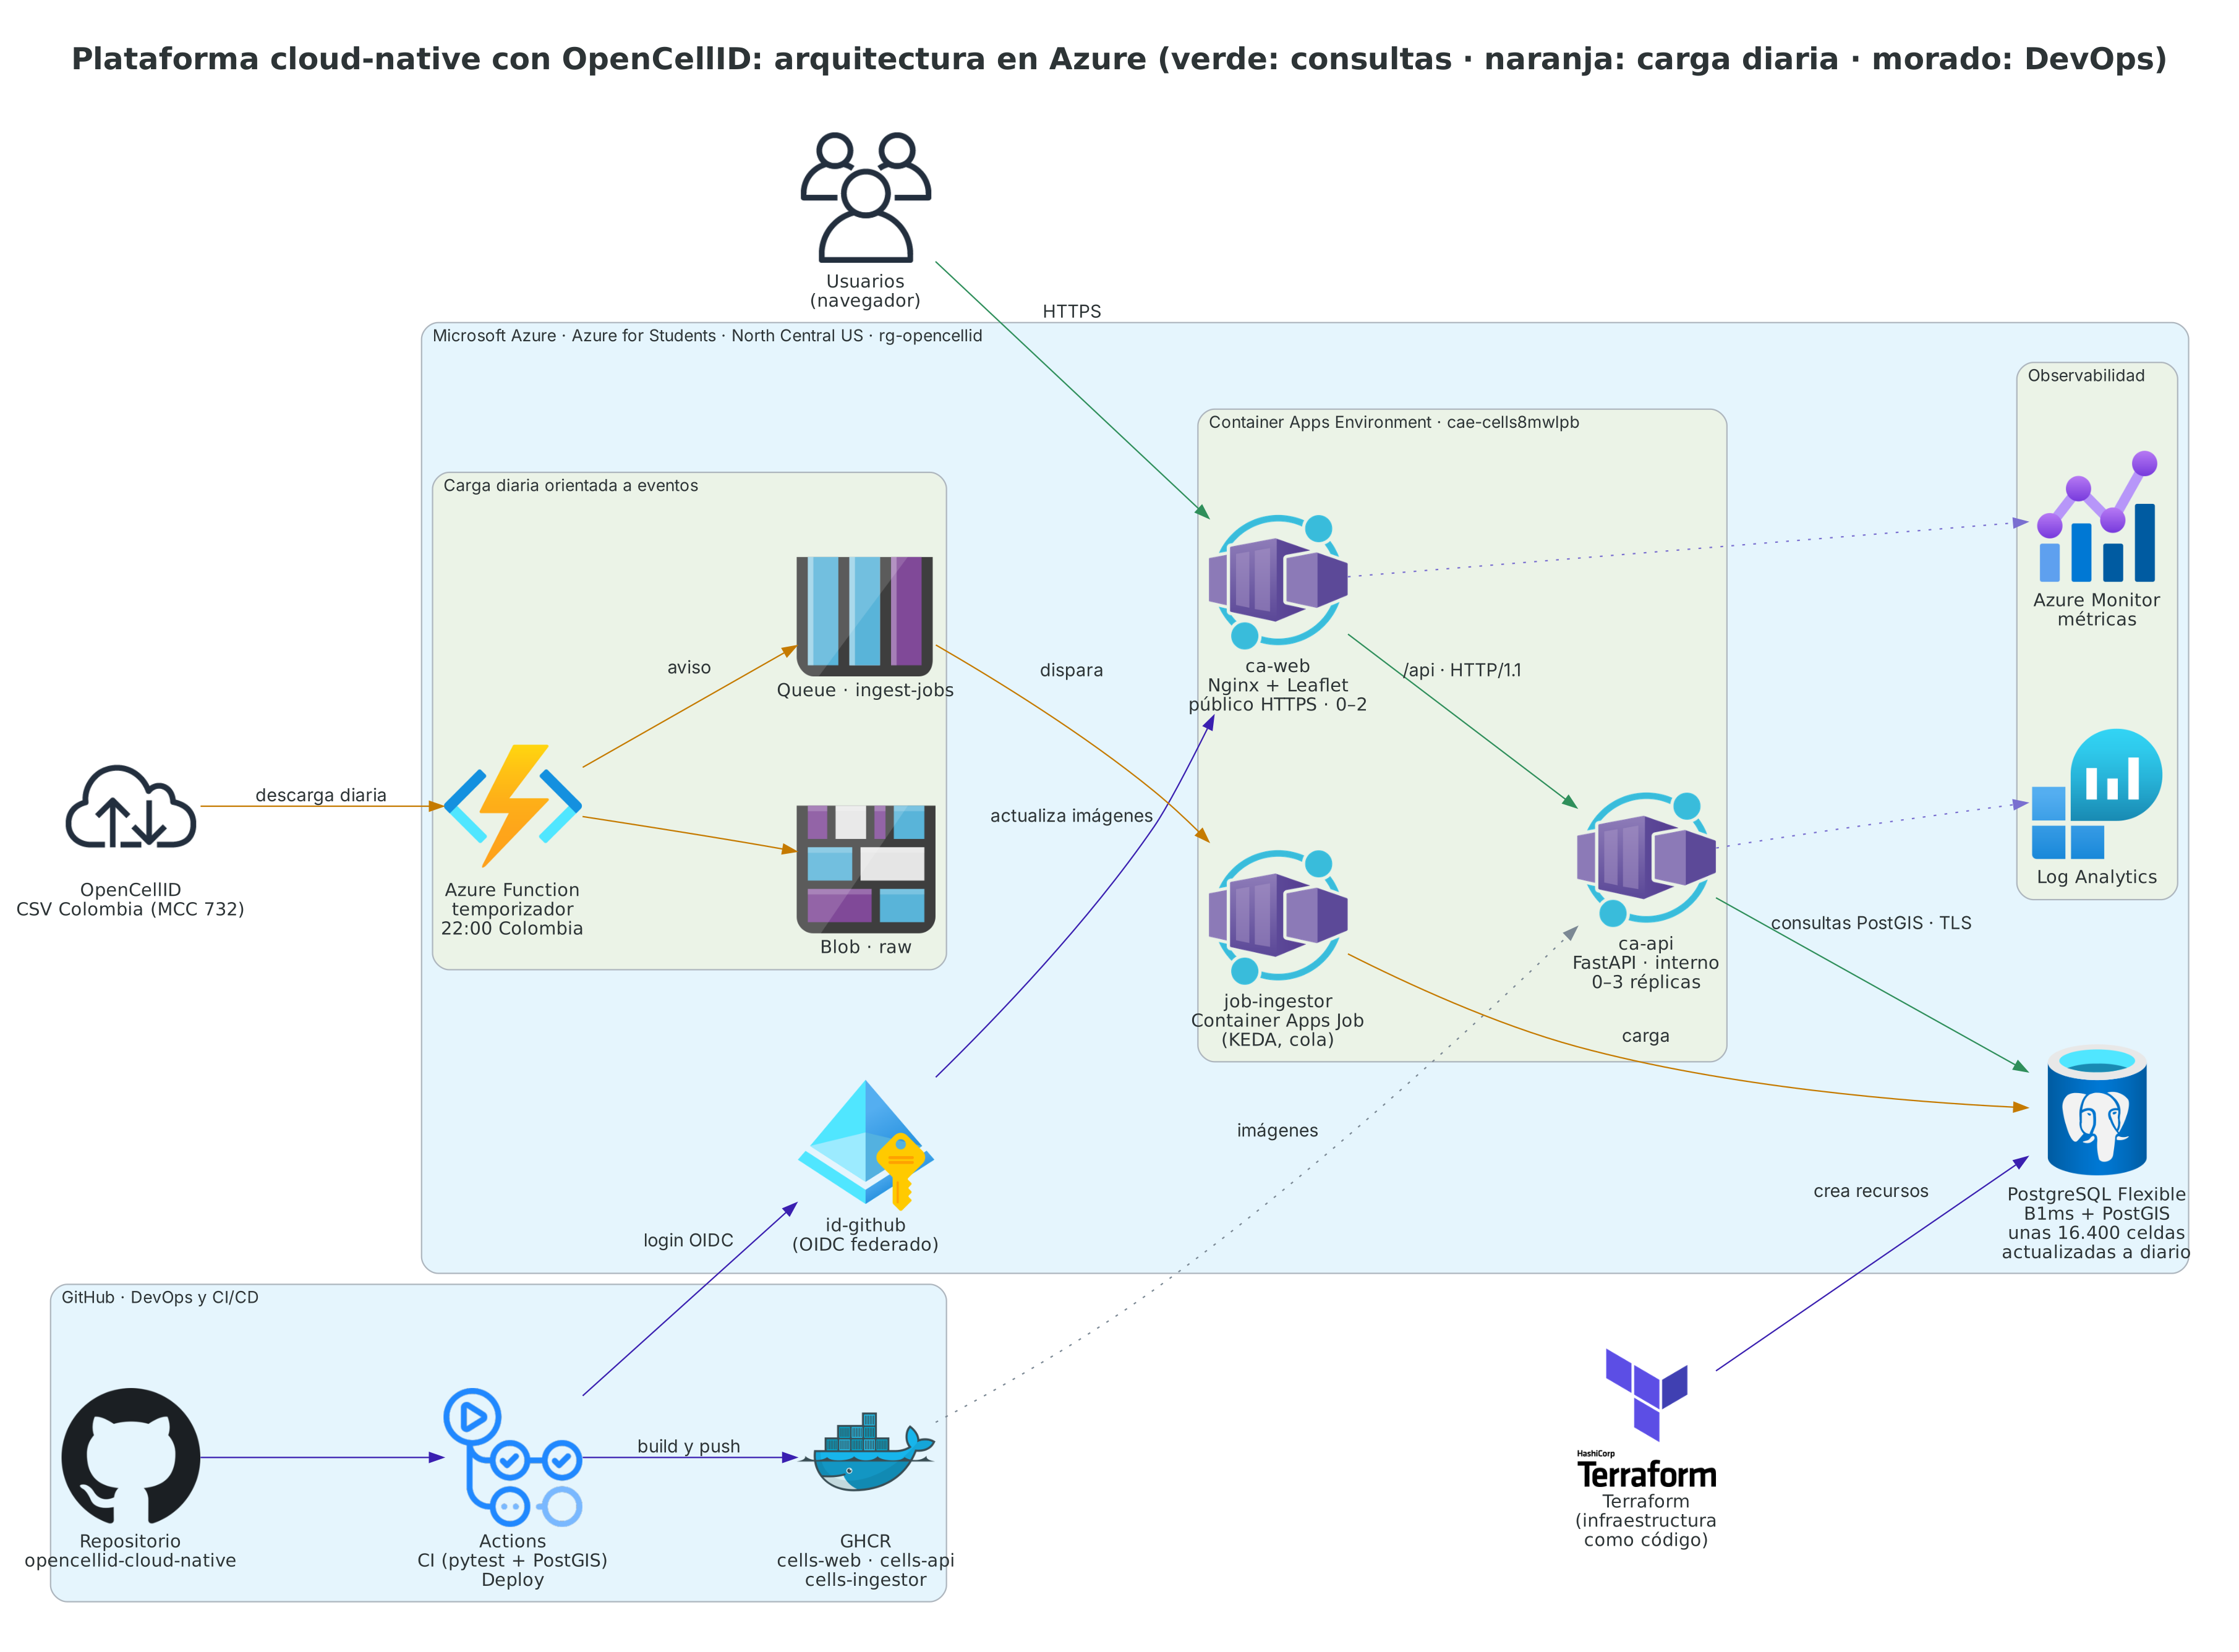 Plataforma cloud-native con OpenCellID: arquitectura en Azure (verde: consultas · naranja: carga diaria · morado: DevOps)
Usuarios
(navegador)
HTTPS
Microsoft Azure · Azure for Students · North Central US · rg-opencellid
Observabilidad
Container Apps Environment · cae-cells8mwlpb
Carga diaria orientada a eventos
Azure Monitor
métricas
aviso
Queue · ingest-jobs
dispara
ca-web
Nginx + Leaflet
público HTTPS · 0–2
/api · HTTP/1.1
descarga diaria
actualiza imágenes
OpenCellID
CSV Colombia (MCC 732)
Azure Function
temporizador
22:00 Colombia
Blob · raw
Log Analytics
consultas PostGIS · TLS
ca-api
FastAPI · interno
0–3 réplicas
job-ingestor
Container Apps Job
(KEDA, cola)
carga
imágenes
crea recursos
PostgreSQL Flexible
B1ms + PostGIS
unas 16.400 celdas
actualizadas a diario
login OIDC
id-github
(OIDC federado)
GitHub · DevOps y CI/CD
build y push
HashiCorp
Terraform
Terraform
(infraestructura
como código)
Repositorio
opencellid-cloud-native
Actions
CI (pytest + PostGIS)
Deploy
GHCR
cells-web · cells-api
cells-ingestor